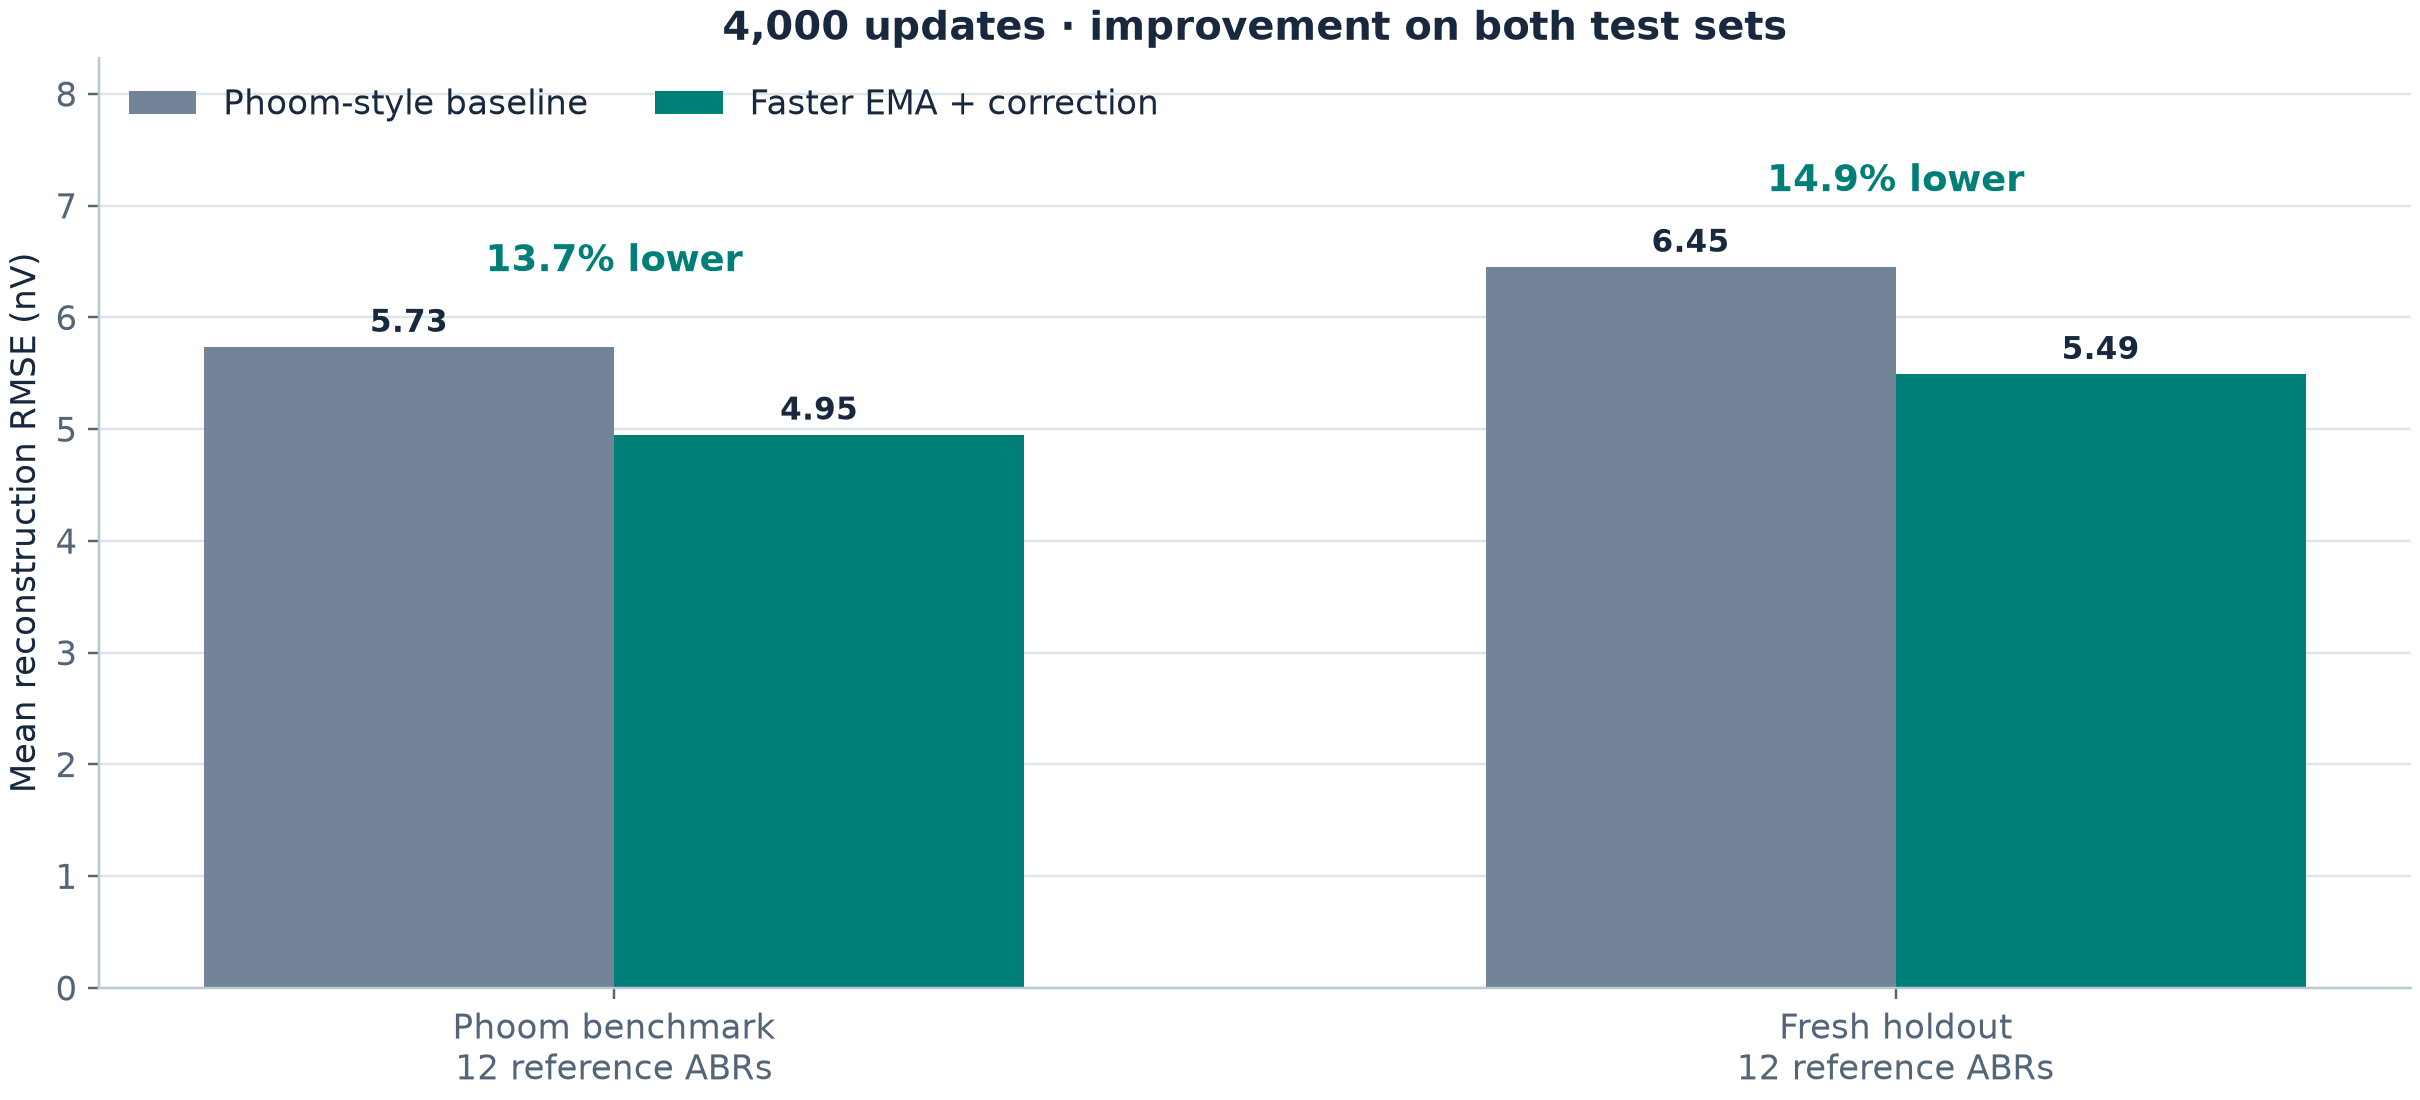 4,000 updates · improvement on both test sets
Phoom-style baseline
Faster EMA + correction
Mean reconstruction RMSE (nV)
8
7
6
5
4
3
2
1
0
13.7% lower
5.73
4.95
14.9% lower
6.45
5.49
Phoom benchmark
12 reference ABRs
Fresh holdout
12 reference ABRs